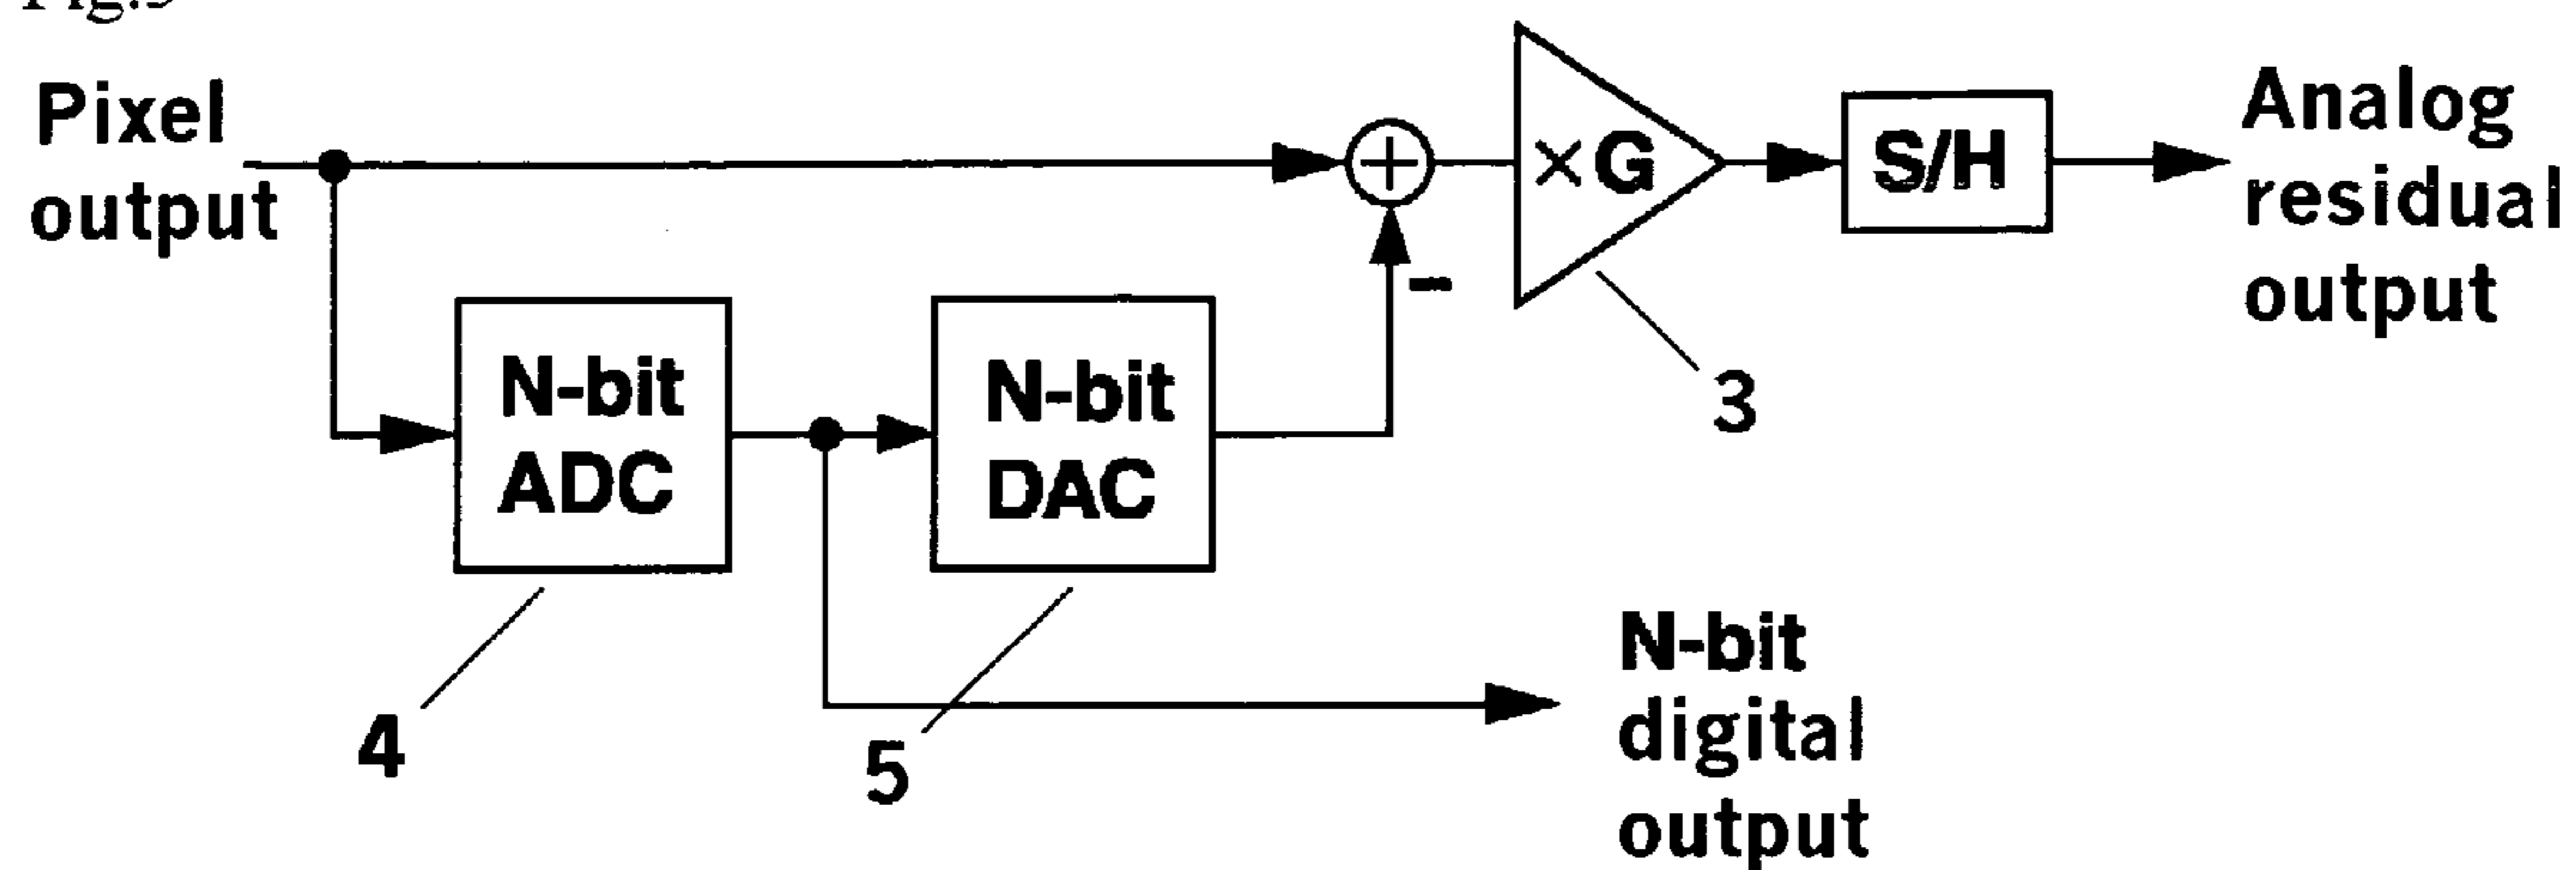 Pixel
output
+
×G
S/H
Analog
residual
output
-
3
N-bit
ADC
N-bit
DAC
4
5
N-bit
digital
output